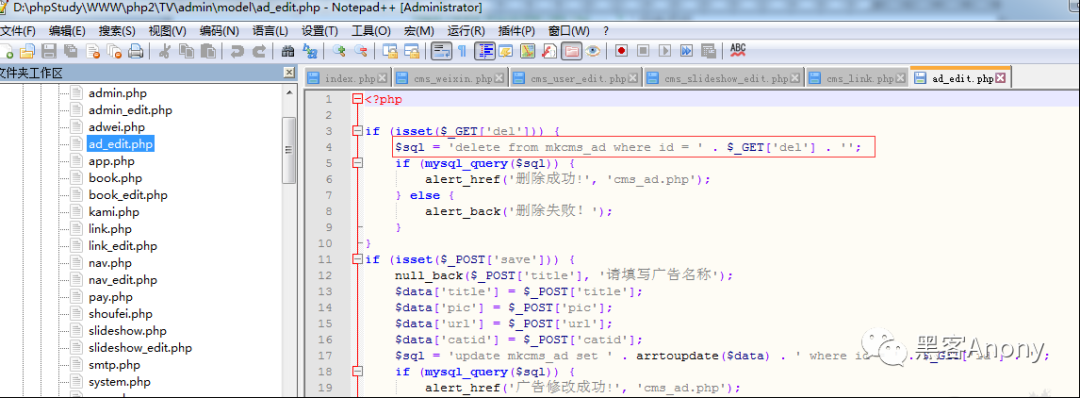 D:\phpStudy\WWW\php2\TV\admin\model\ad_edit.php - Notepad++ [Administrator]
文件(F) 编辑(E) 搜索(S) 视图(V) 编码(N) 语言(L) 设置(T) 工具(O) 宏(M) 运行(R) 插件(P) 窗口(W) ?
ABC
文件夹工作区
index.php cms_weixin.php cms_user_edit.php cms_slideshow_edit.php cms_link.php ad_edit.php
admin.php
admin_edit.php
adwei.php
ad_edit.php
app.php
book.php
book_edit.php
kami.php
link.php
link_edit.php
nav.php
nav_edit.php
pay.php
shoufei.php
slideshow.php
slideshow_edit.php
smtp.php
system.php
1 <?php
2
3 if (isset($_GET['del'])) {
4 $sql = 'delete from mkcms_ad where id = ' . $_GET['del'] . '';
5 if (mysql_query($sql)) {
6 alert_href('删除成功!', 'cms_ad.php');
7 } else {
8 alert_back('删除失败！');
9 }
10 }
11 if (isset($_POST['save'])) {
12 null_back($_POST['title'], '请填写广告名称');
13 $data['title'] = $_POST['title'];
14 $data['pic'] = $_POST['pic'];
15 $data['url'] = $_POST['url'];
16 $data['catid'] = $_POST['catid'];
17 $sql = 'update mkcms_ad set ' . arrtoupdate($data) . ' where id
18 if (mysql_query($sql)) {
19 alert_href('广告修改成功!', 'cms_ad.php');
黑客Anony